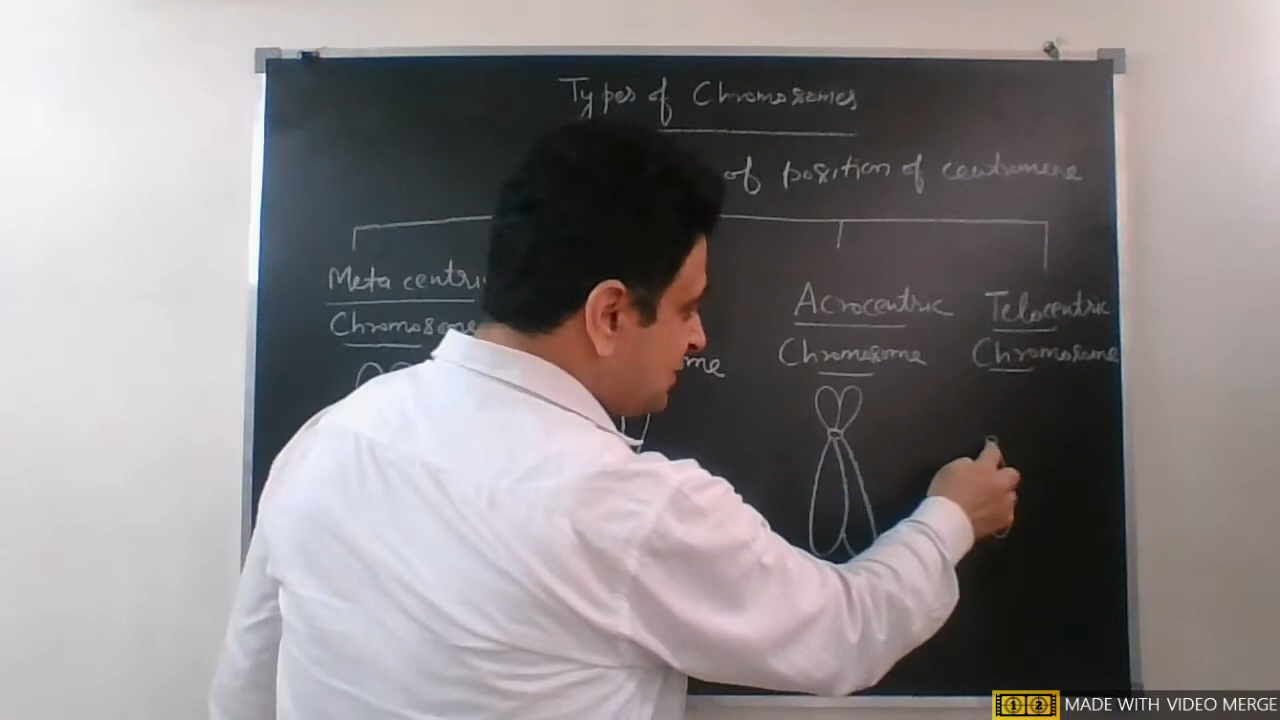 Types of Chromosomes
of position of centromere
Meta centri
Chromosome
me
Acrocentric
Chromosome
Telocentric
Chromosome
MADE WITH VIDEO MERGE